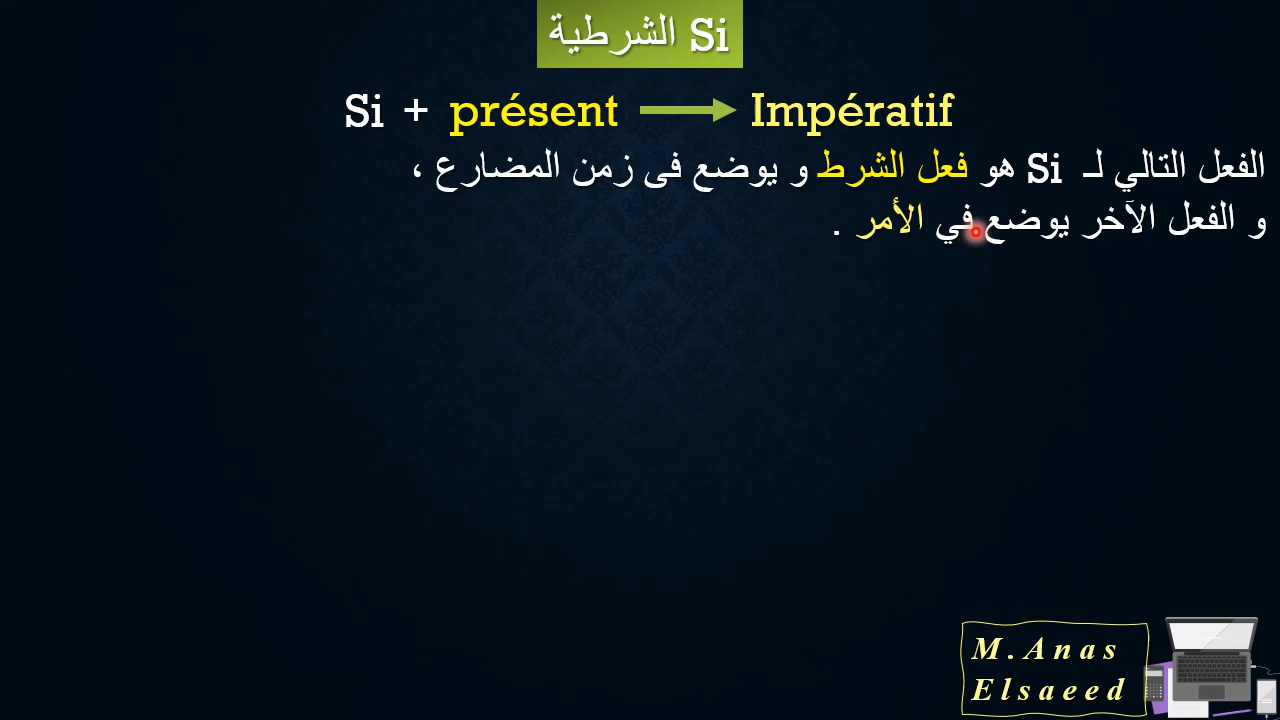 Si الشرطية
Si + présent → Impératif
الفعل التالي لـ Si هو فعل الشرط و يوضع فى زمن المضارع ،
و الفعل الآخر يوضع في الأمر .
M.Anas
Elsaeed